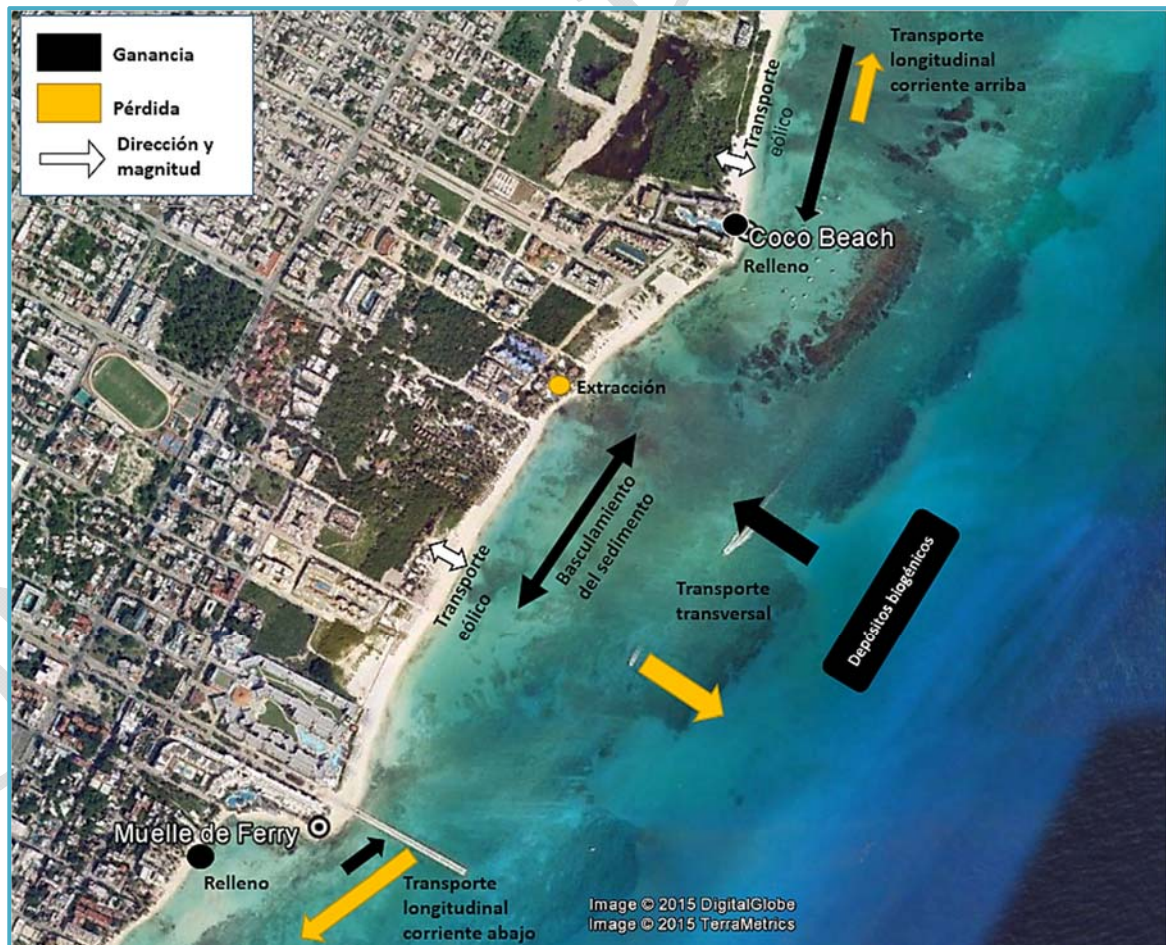 Ganancia
Pérdida
Dirección y
magnitud
Transporte
longitudinal
corriente arriba
Transporte
eólico
Coco Beach
Relleno
Extracción
Basculamiento
del sedimento
Transporte
eólico
Transporte
transversal
Depósitos biogénicos
Muelle de Ferry
Relleno
Transporte
longitudinal
corriente abajo
Image © 2015 DigitalGlobe
Image © 2015 TerraMetrics